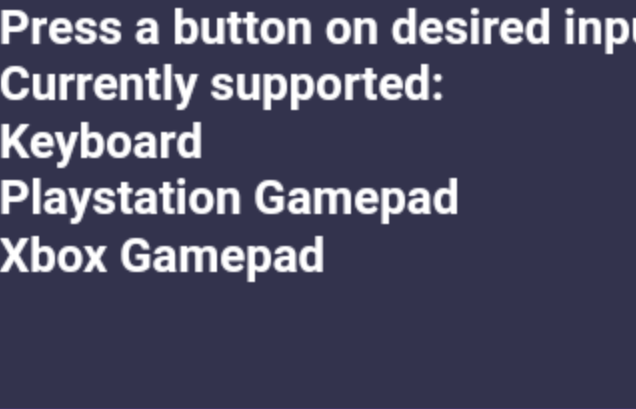 Press a button on desired inpu
Currently supported:
Keyboard
Playstation Gamepad
Xbox Gamepad